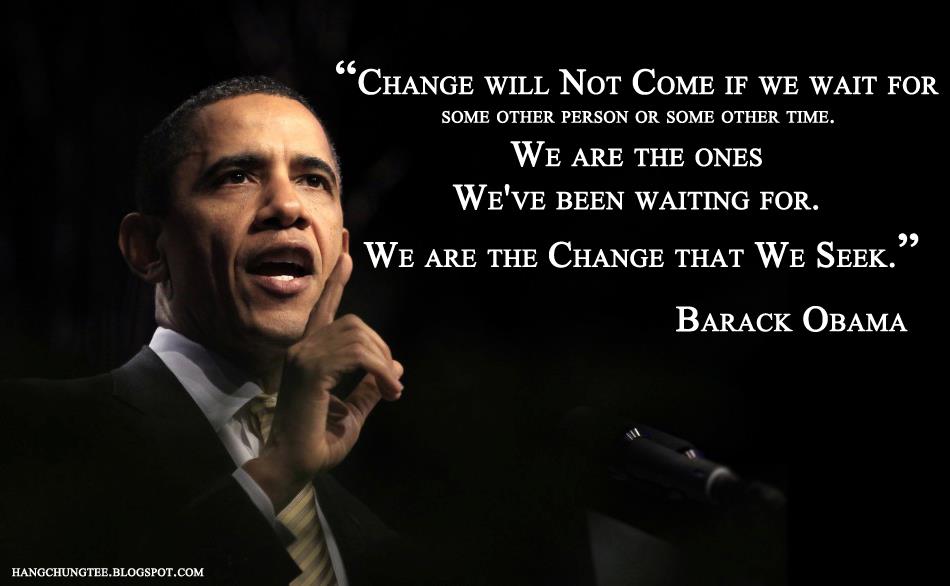 “Change will Not Come if we wait for
some other person or some other time.
We are the ones
We've been waiting for.
We are the Change that We Seek.”
Barack Obama
hangchungtee.blogspot.com